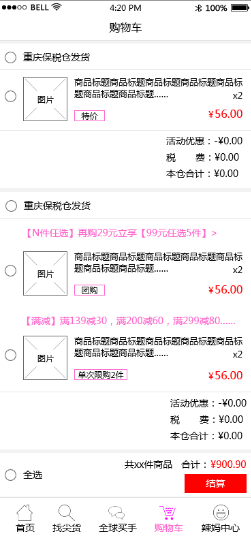 BELL 4:20 PM 100%
购物车
重庆保税仓发货
图片
商品标题商品标题商品标题商品标题商品标题商品标题商品标题......
x2
特价
¥56.00
活动优惠：-¥0.00
税 费：¥0.00
本仓合计：¥0.00
重庆保税仓发货
【N件任选】再购29元立享【99元任选5件】>
图片
商品标题商品标题商品标题商品标题商品标题商品标题商品标题......
x2
团购
¥56.00
【满减】满139减30，满200减60，满299减80......
图片
商品标题商品标题商品标题商品标题商品标题商品标题商品标题......
x2
单次限购2件
¥56.00
活动优惠：-¥0.00
税 费：¥0.00
本仓合计：¥0.00
全选
共xx件商品 合计：¥900.90
结算
首页 找尖货 全球买手 购物车 辣妈中心